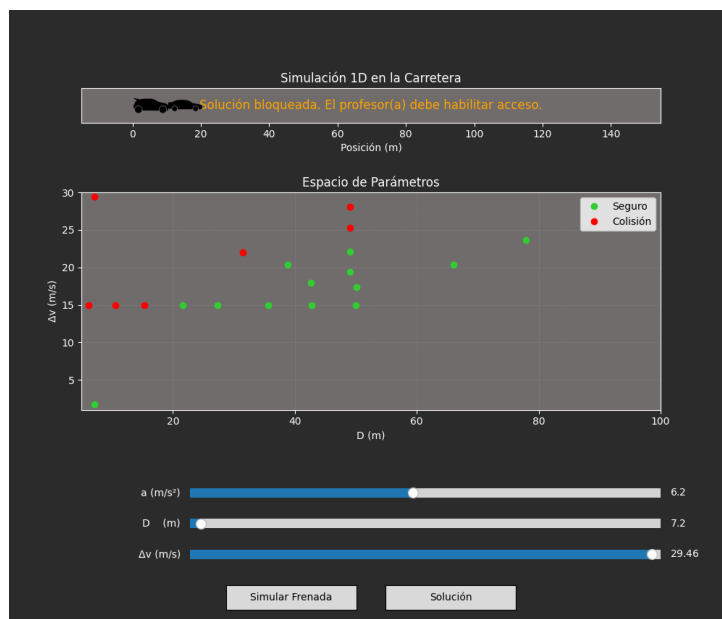 Simulación 1D en la Carretera
Solución bloqueada. El profesor(a) debe habilitar acceso.
0 20 40 60 80 100 120 140
Posición (m)
Espacio de Parámetros
30
25
20
15
10
5
Δv (m/s)
Seguro
Colisión
20 40 60 80 100
D (m)
a (m/s²) 6.2
D (m) 7.2
Δv (m/s) 29.46
Simular Frenada Solución